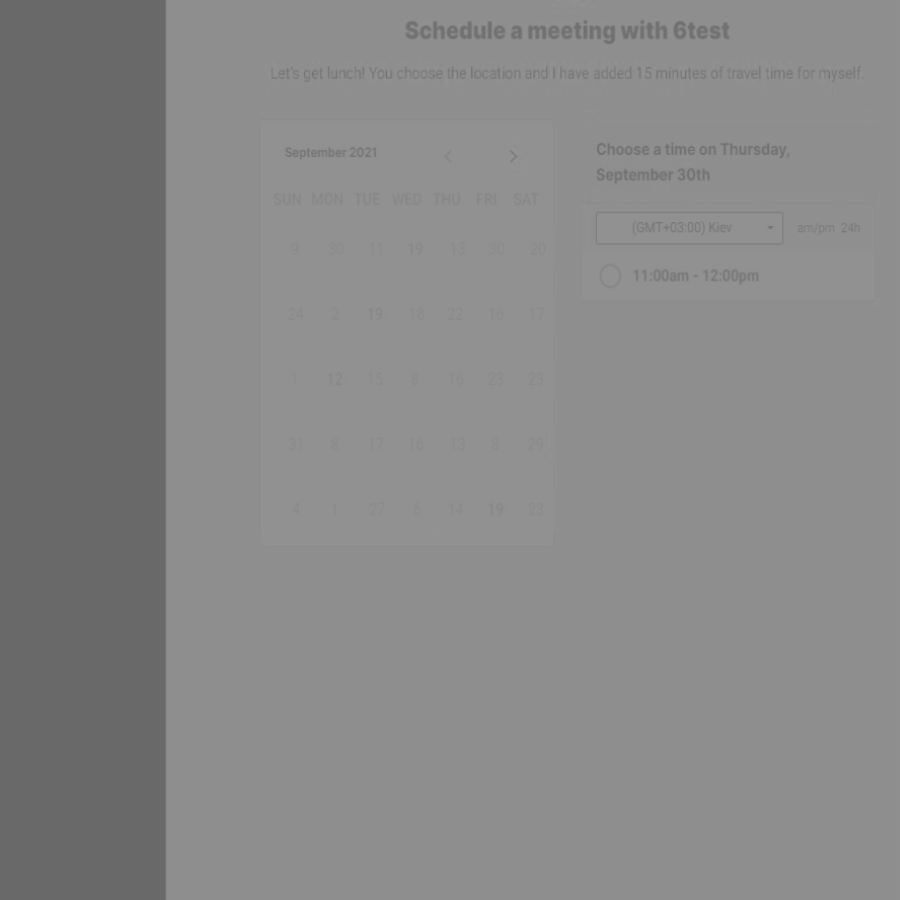 Schedule a meeting with 6test
Let's get lunch! You choose the location and I have added 15 minutes of travel time for myself.
September 2021
SUN MON TUE WED THU FRI SAT
9 30 11 19 15 30 20
24 2 19 13 22 16 17
1 12 15 8 16 23 23
31 8 17 16 13 8 29
4 1 27 6 14 19 23
Choose a time on Thursday,
September 30th
(GMT+03:00) Kiev am/pm 24h
11:00am - 12:00pm